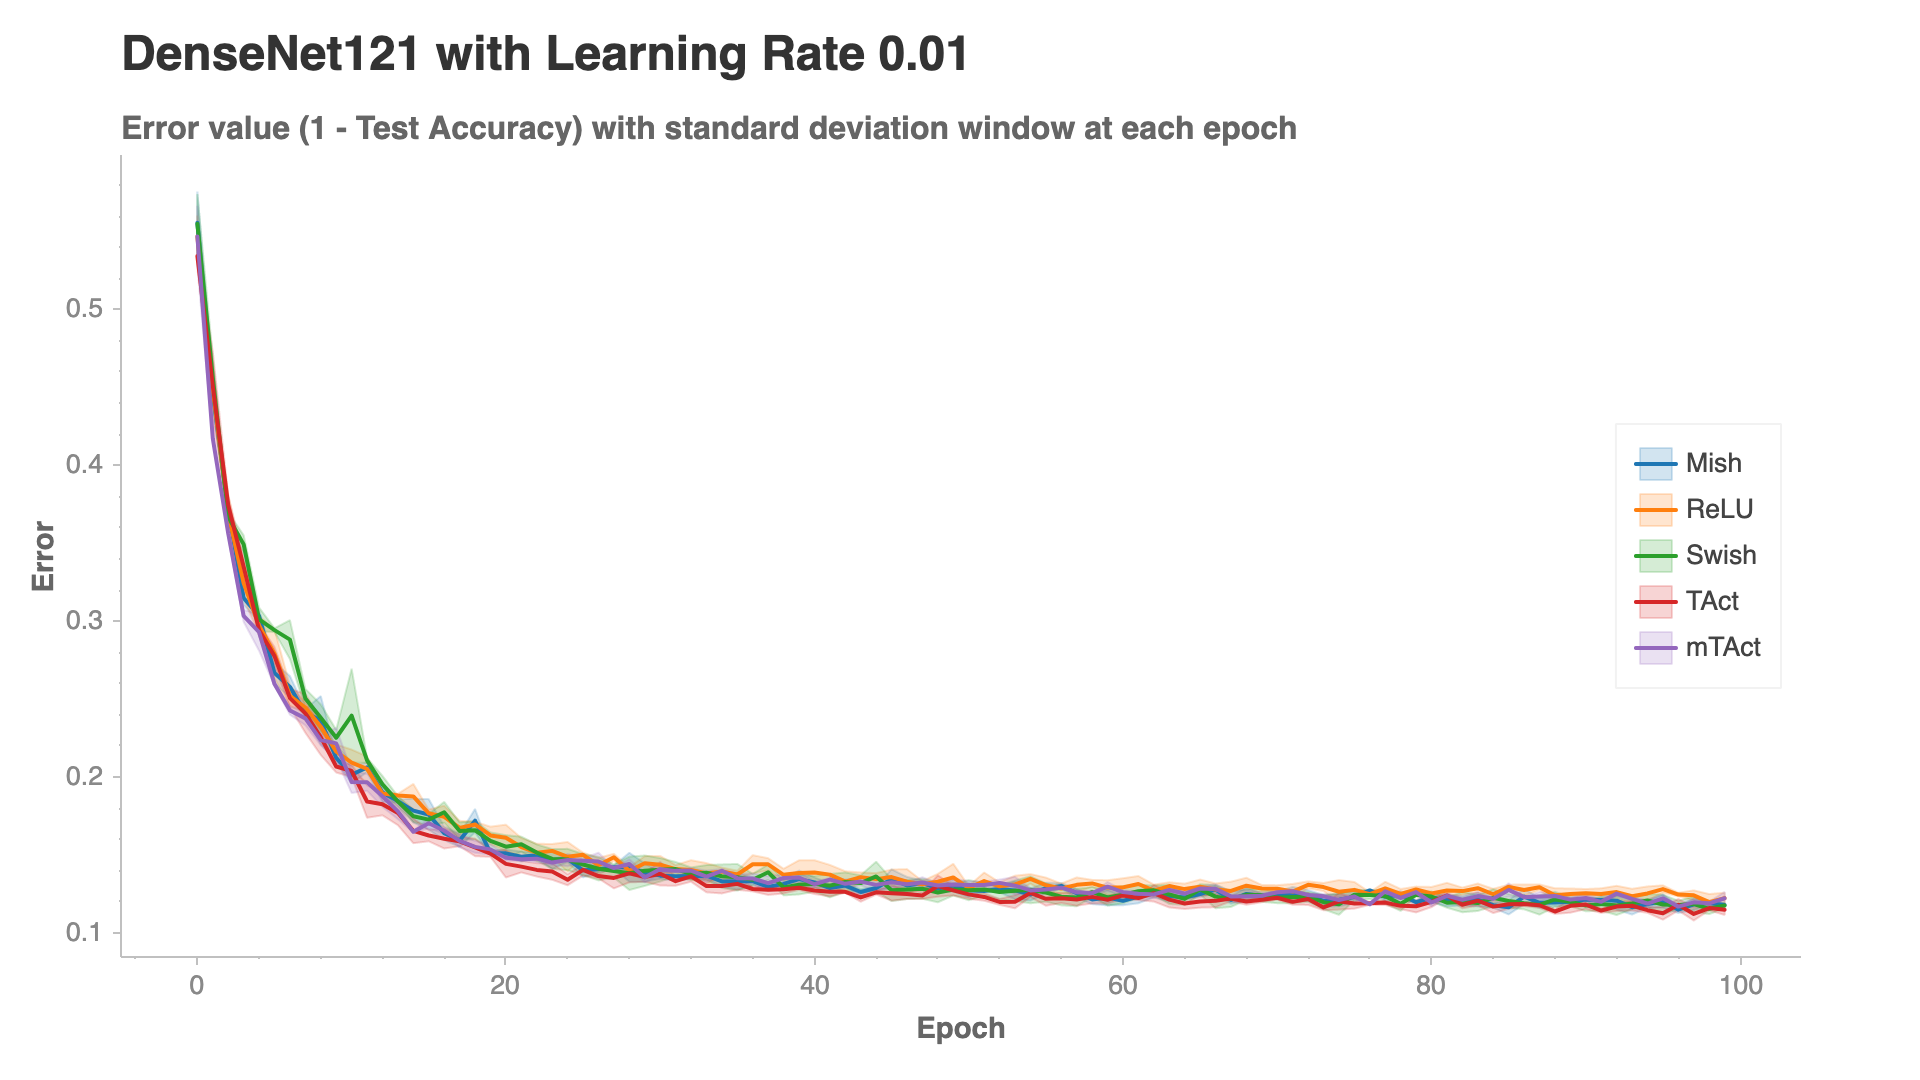 DenseNet121 with Learning Rate 0.01
Error value (1 - Test Accuracy) with standard deviation window at each epoch
Error
0.5
0.4
0.3
0.2
0.1
0 20 40 60 80 100
Epoch
Mish
ReLU
Swish
TAct
mTAct